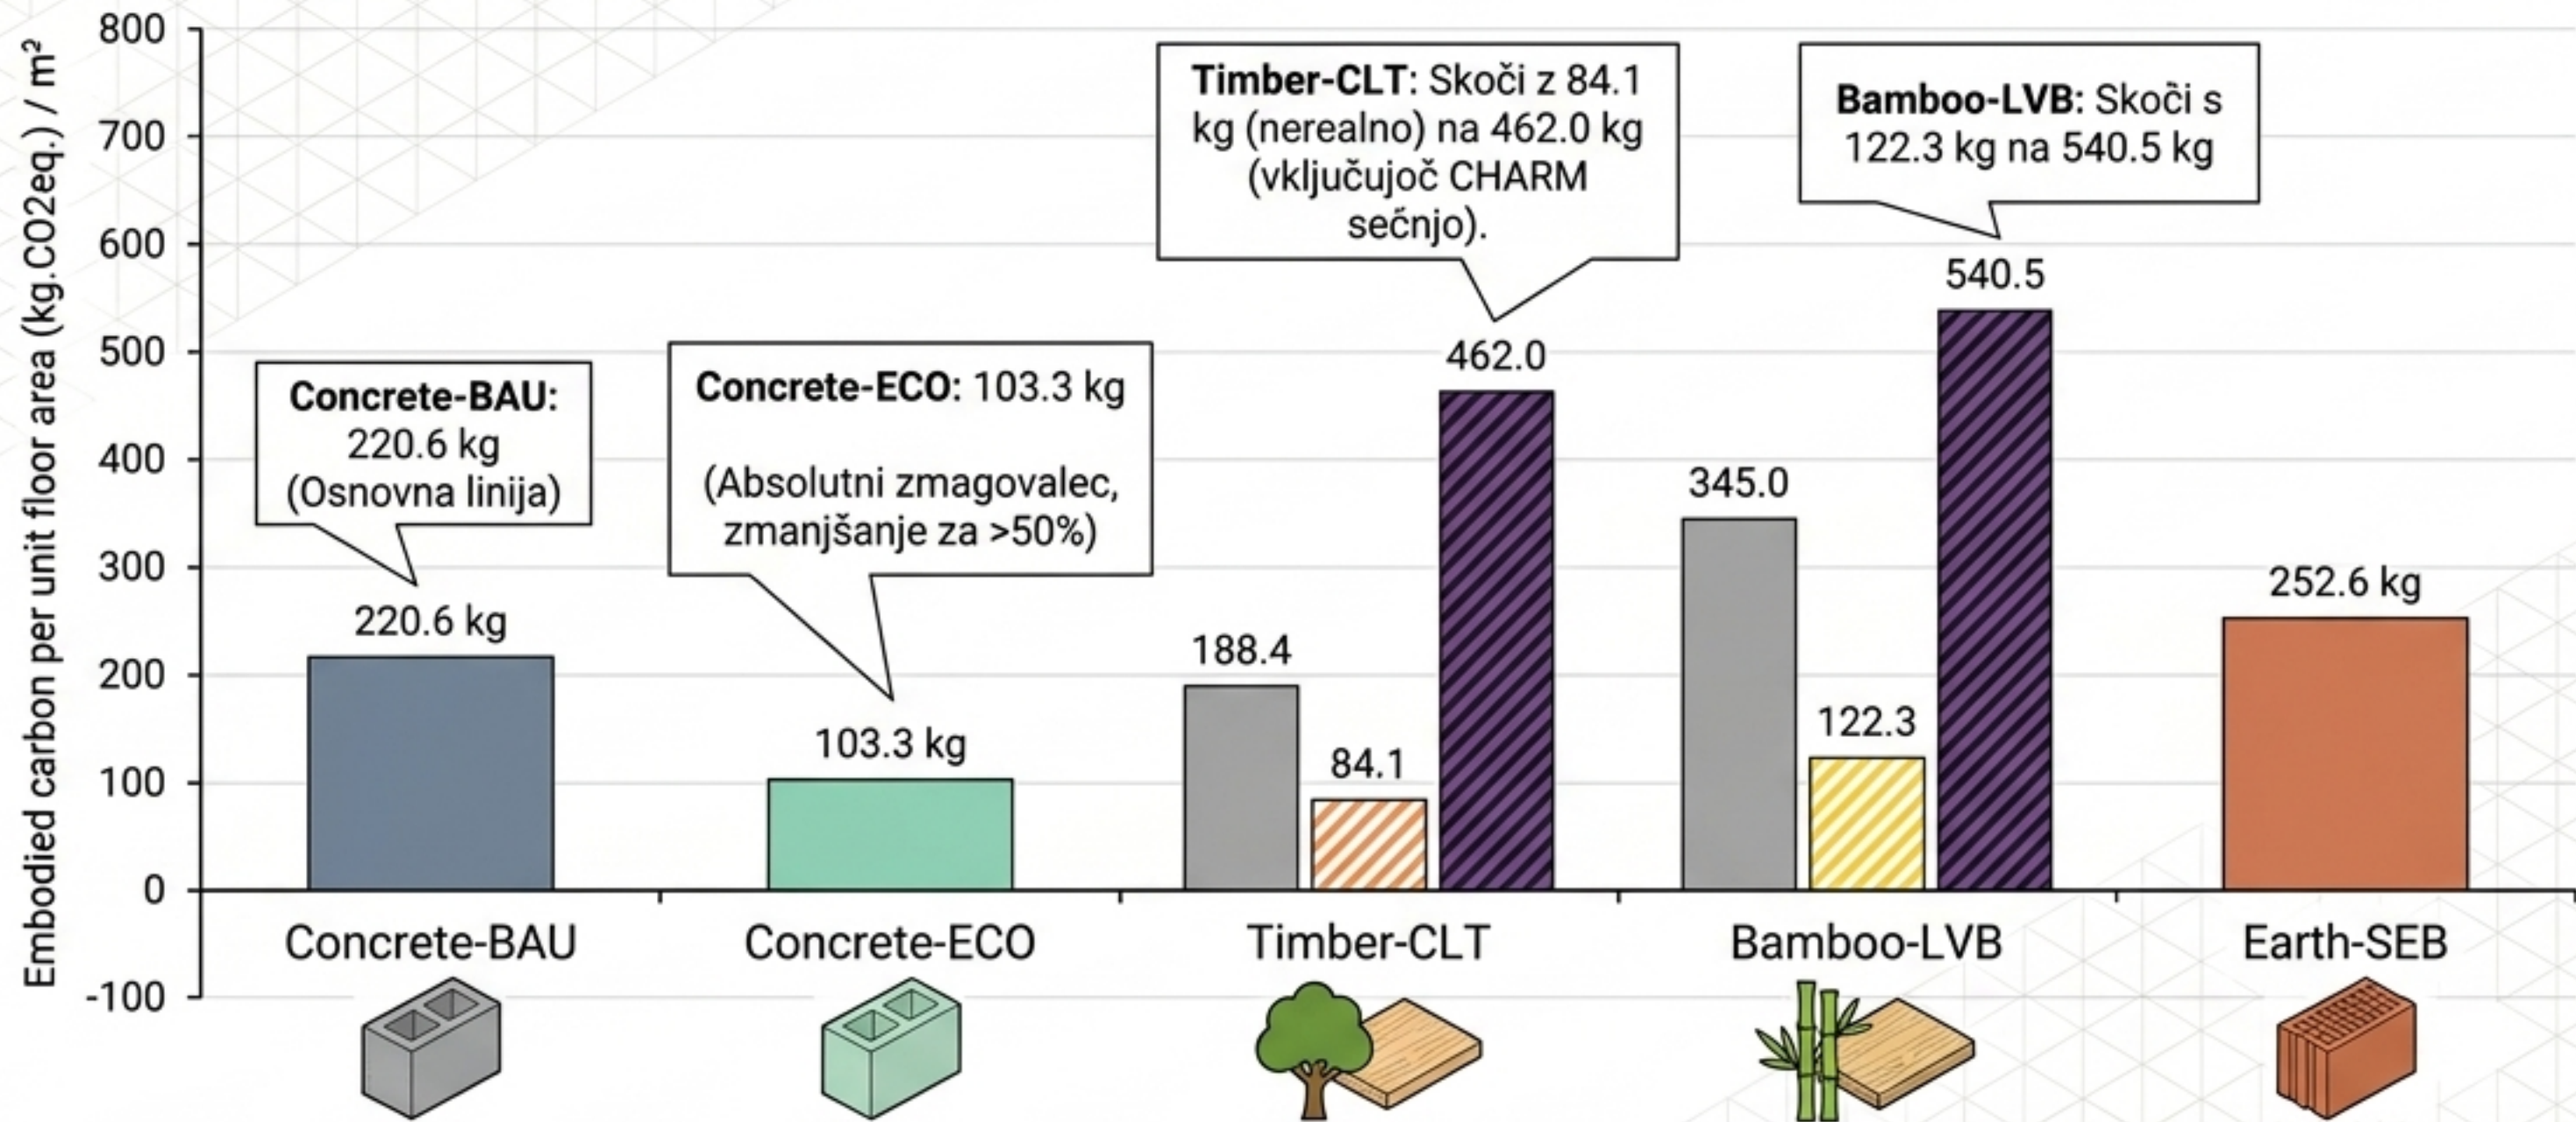 Embodied carbon per unit floor area (kg.CO2eq.) / m²
800
700
600
500
400
300
200
100
0
-100
Concrete-BAU:
220.6 kg
(Osnovna linija)
220.6 kg
Concrete-ECO: 103.3 kg
(Absolutni zmagovalec,
zmanjšanje za >50%)
103.3 kg
Timber-CLT: Skoči z 84.1
kg (nerealno) na 462.0 kg
(vključujoč CHARM
sečnjo).
188.4
84.1
462.0
Bamboo-LVB: Skoči s
122.3 kg na 540.5 kg
345.0
122.3
540.5
252.6 kg
Concrete-BAU
Concrete-ECO
Timber-CLT
Bamboo-LVB
Earth-SEB